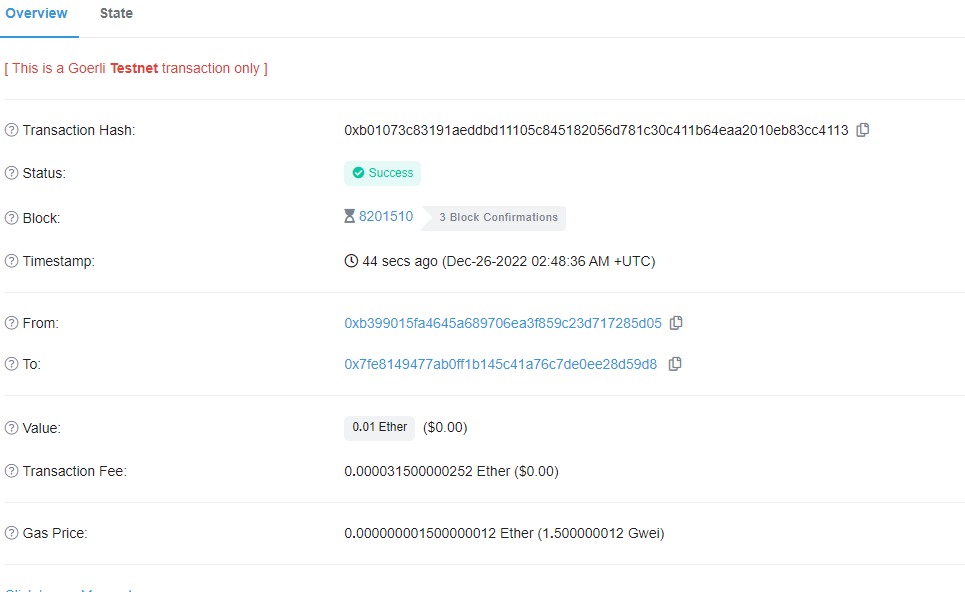 Overview State
[ This is a Goerli Testnet transaction only ]
Transaction Hash: 0xb01073c83191aeddbd11105c845182056d781c30c411b64eaa2010eb83cc4113
Status: Success
Block: 8201510 3 Block Confirmations
Timestamp: 44 secs ago (Dec-26-2022 02:48:36 AM +UTC)
From: 0xb399015fa4645a689706ea3f859c23d717285d05
To: 0x7fe8149477ab0ff1b145c41a76c7de0ee28d59d8
Value: 0.01 Ether ($0.00)
Transaction Fee: 0.000031500000252 Ether ($0.00)
Gas Price: 0.000000001500000012 Ether (1.500000012 Gwei)